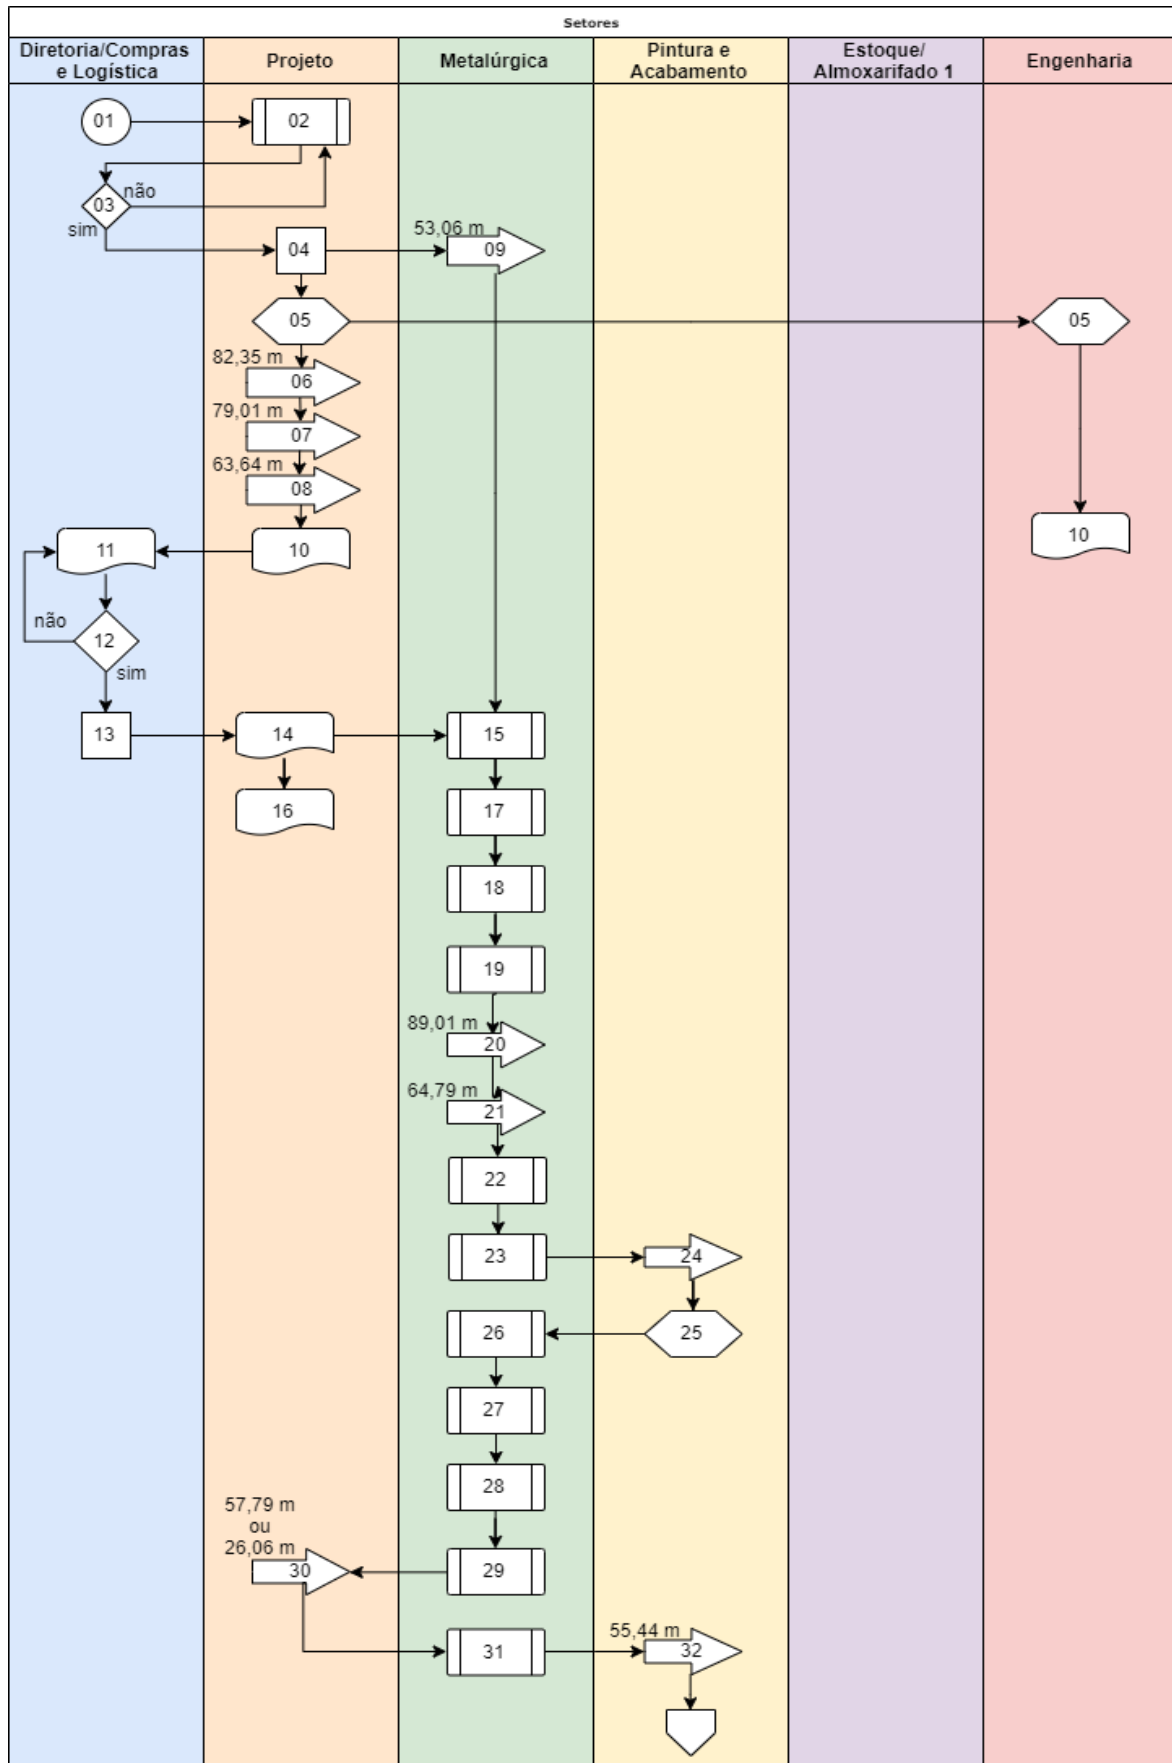 Setores
Diretoria/Compras
e Logística
Projeto
Metalúrgica
Pintura e
Acabamento
Estoque/
Almoxarifado 1
Engenharia
01
02
03
não
sim
04
53,06 m
09
05
05
82,35 m
06
79,01 m
07
63,64 m
08
11
10
10
não
12
sim
13
14
15
16
17
18
19
89,01 m
20
64,79 m
21
22
23
24
26
25
27
28
57,79 m
ou
26,06 m
30
29
31
55,44 m
32